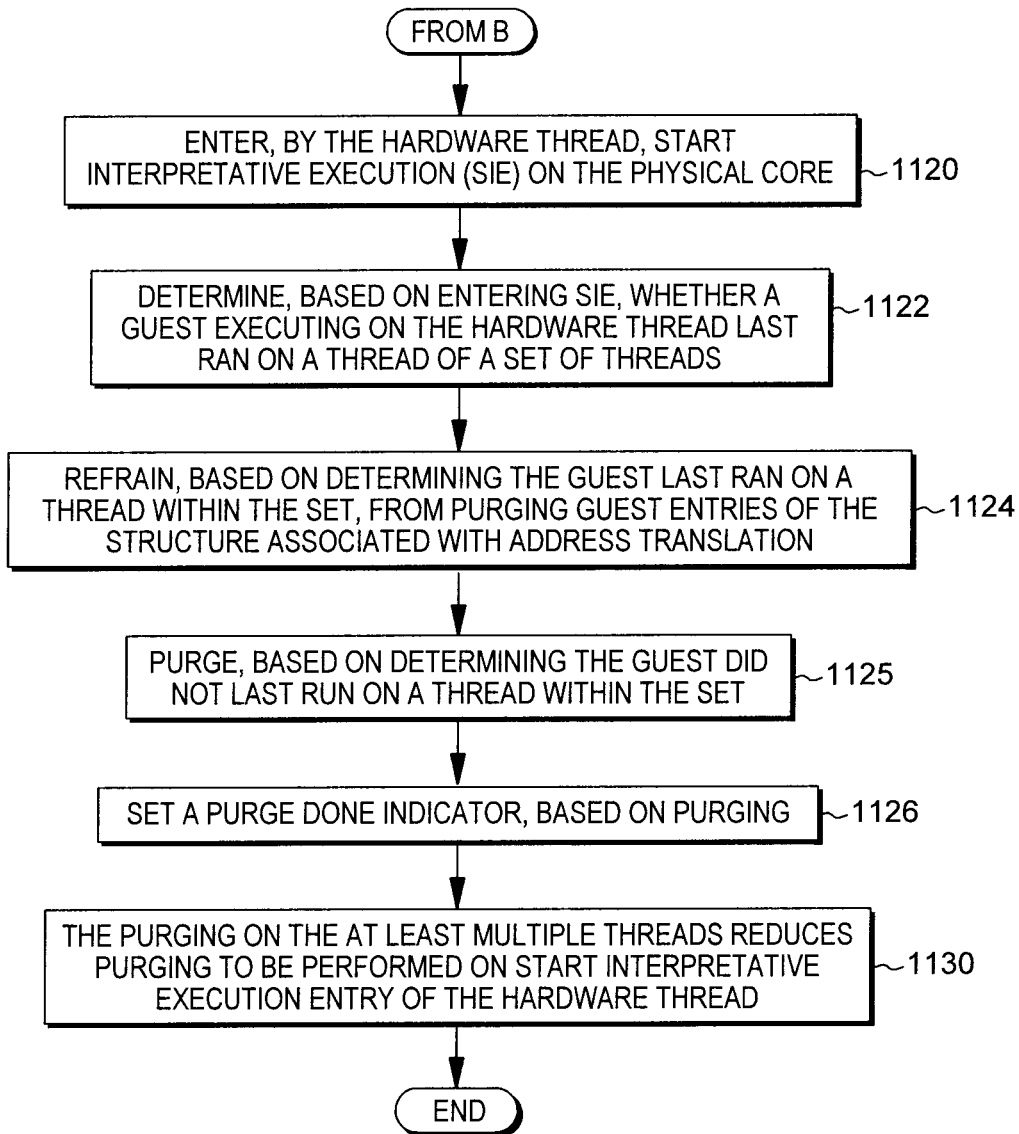 FROM B
ENTER, BY THE HARDWARE THREAD, START
INTERPRETATIVE EXECUTION (SIE) ON THE PHYSICAL CORE
1120
DETERMINE, BASED ON ENTERING SIE, WHETHER A
GUEST EXECUTING ON THE HARDWARE THREAD LAST
RAN ON A THREAD OF A SET OF THREADS
1122
REFRAIN, BASED ON DETERMINING THE GUEST LAST RAN ON A
THREAD WITHIN THE SET, FROM PURGING GUEST ENTRIES OF THE
STRUCTURE ASSOCIATED WITH ADDRESS TRANSLATION
1124
PURGE, BASED ON DETERMINING THE GUEST DID
NOT LAST RUN ON A THREAD WITHIN THE SET
1125
SET A PURGE DONE INDICATOR, BASED ON PURGING
1126
THE PURGING ON THE AT LEAST MULTIPLE THREADS REDUCES
PURGING TO BE PERFORMED ON START INTERPRETATIVE
EXECUTION ENTRY OF THE HARDWARE THREAD
1130
END